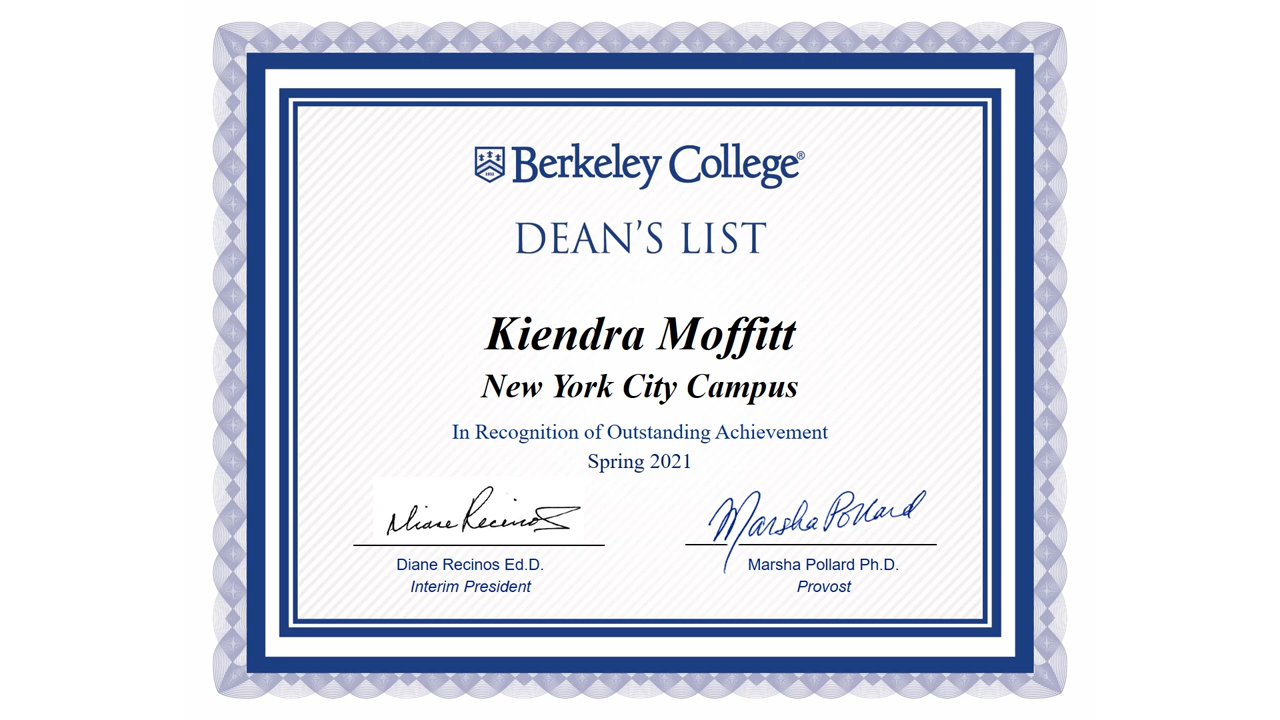 Berkeley College®
DEAN'S LIST
Kiendra Moffitt
New York City Campus
In Recognition of Outstanding Achievement
Spring 2021
Diane Recinos
Marsha Pollard
Diane Recinos Ed.D.
Marsha Pollard Ph.D.
Interim President
Provost